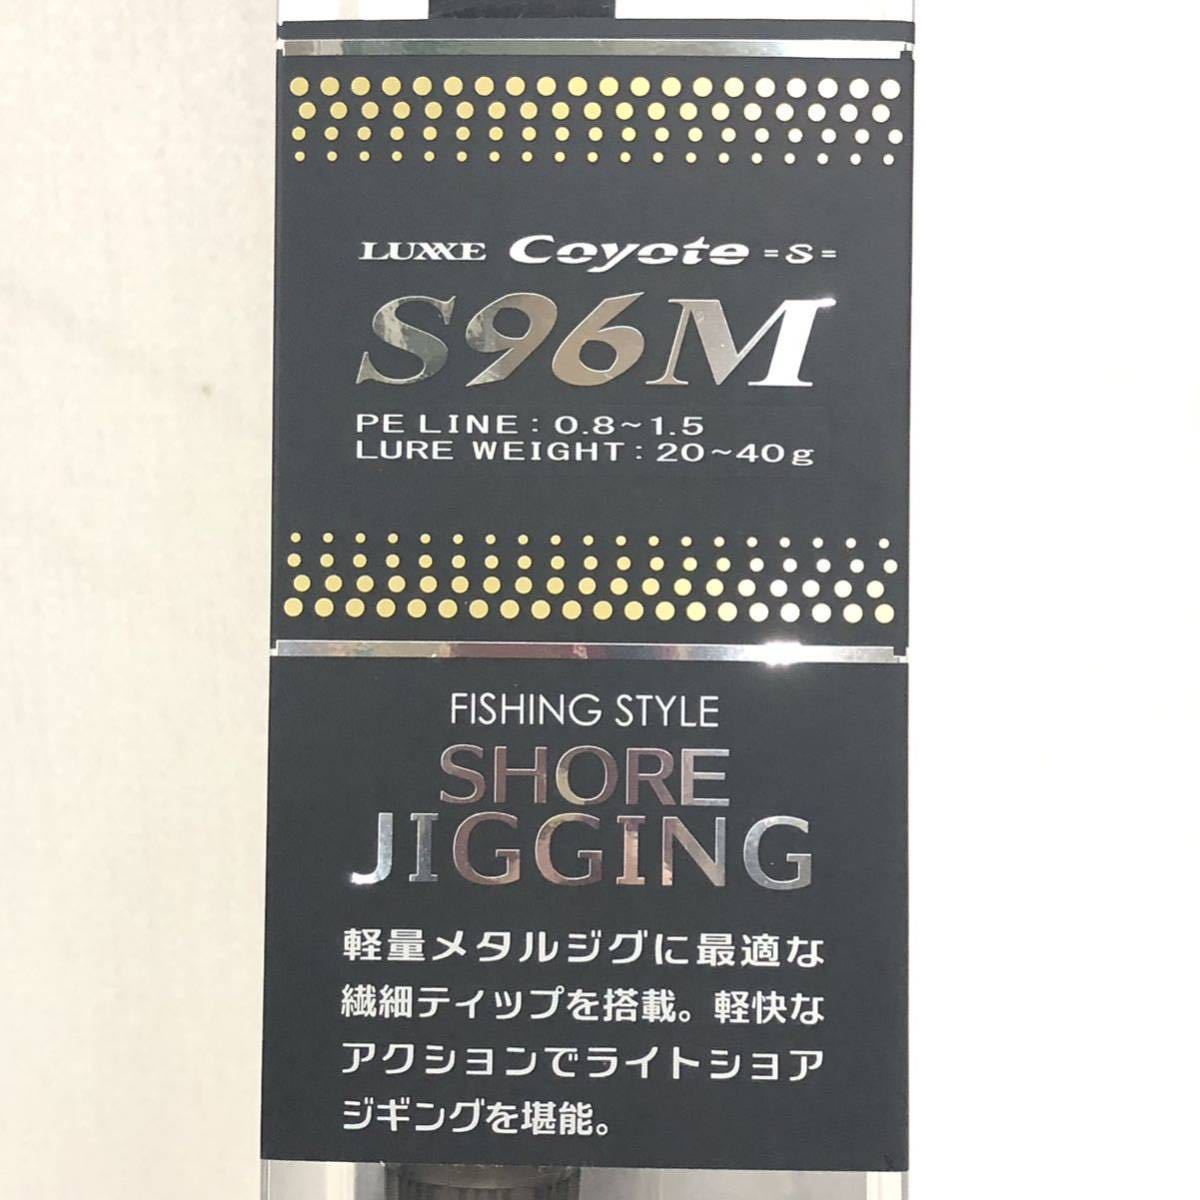 LUXXE Coyote =S=
S96M
PE LINE : 0.8~1.5
LURE WEIGHT : 20~40g
FISHING STYLE
SHORE
JIGGING
軽量メタルジグに最適な
繊細ティップを搭載。軽快な
アクションでライトショア
ジギングを堪能。